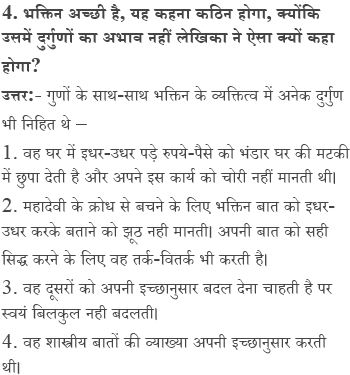 4. भक्तिन अच्छी है, यह कहना कठिन होगा, क्योंकि
उसमें दुर्गुणों का अभाव नहीं लेखिका ने ऐसा क्यों कहा
होगा?
उत्तर:- गुणों के साथ-साथ भक्तिन के व्यक्तित्व में अनेक दुर्गुण
भी निहित थे –
1. वह घर में इधर-उधर पड़े रुपये-पैसे को भंडार घर की मटकी
में छुपा देती है और अपने इस कार्य को चोरी नहीं मानती थी।
2. महादेवी के क्रोध से बचने के लिए भक्तिन बात को इधर-
उधर करके बताने को झूठ नही मानती। अपनी बात को सही
सिद्ध करने के लिए वह तर्क-वितर्क भी करती है।
3. वह दूसरों को अपनी इच्छानुसार बदल देना चाहती है पर
स्वयं बिलकुल नही बदलती।
4. वह शास्त्रीय बातों की व्याख्या अपनी इच्छानुसार करती
थी।